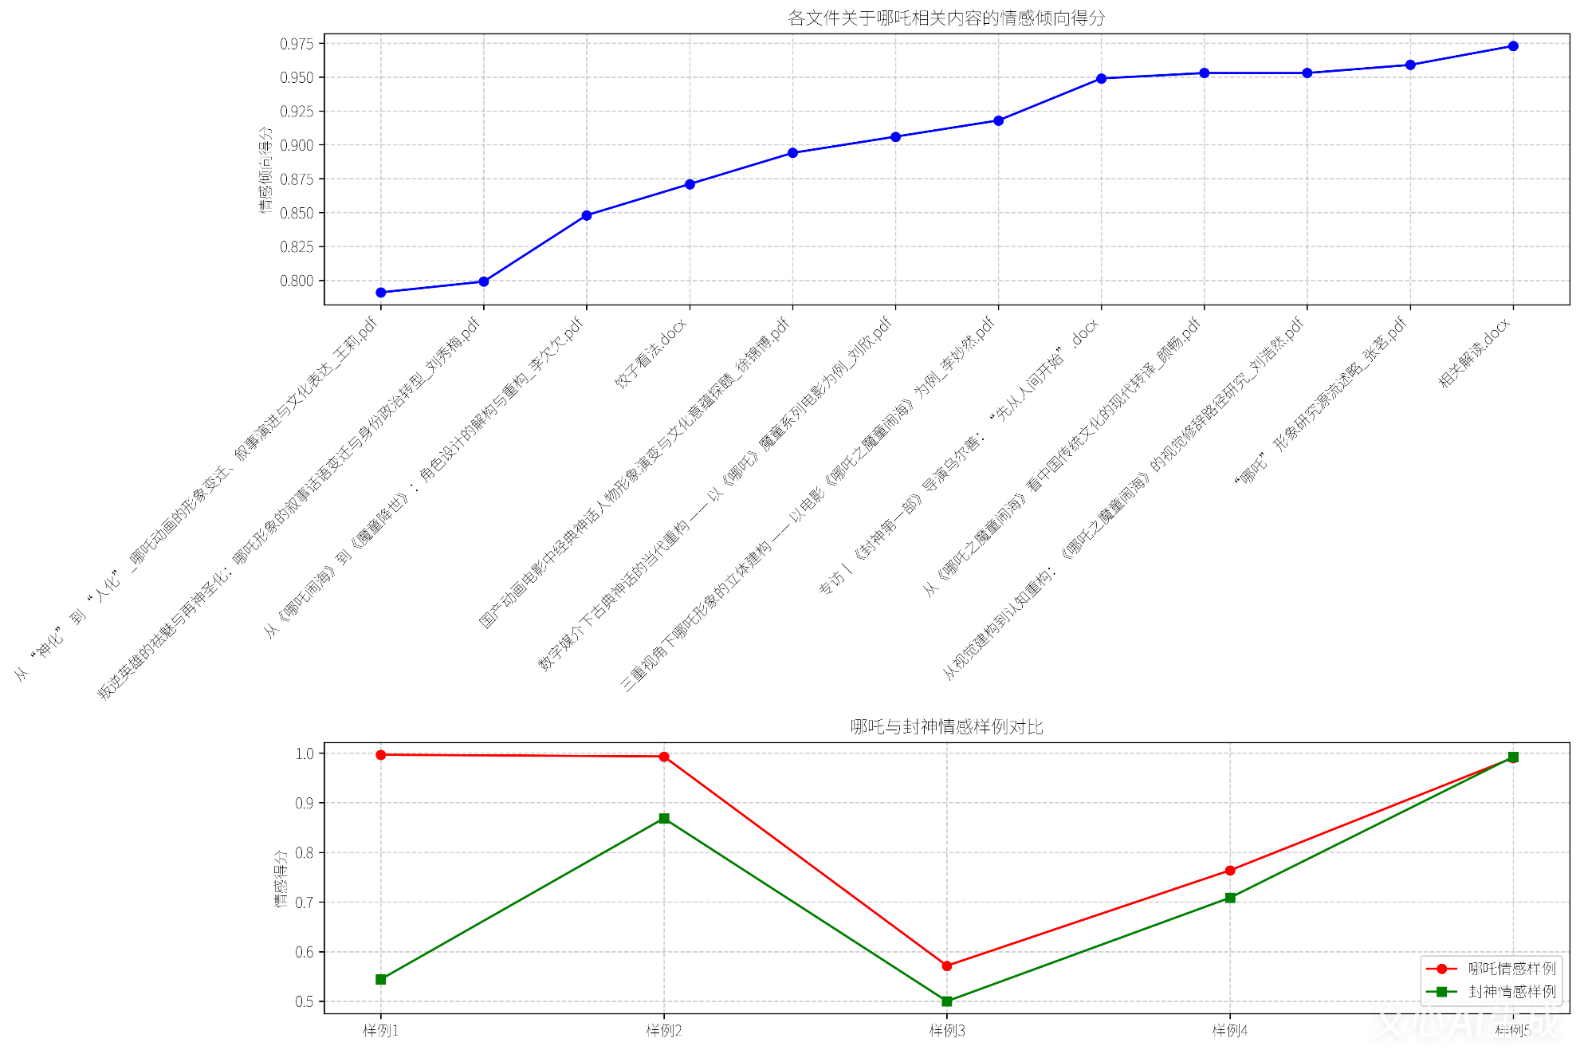 各文件关于哪吒相关内容的情感倾向得分
0.975
0.950
0.925
0.900
0.875
0.850
0.825
0.800
情感倾向得分
从“神化”到“人化”_哪吒动画的形象变迁、叙事演进与文化表达_王莉.pdf
叛逆英雄的祛魅与再神圣化：哪吒形象的叙事话语变迁与身份政治转型_刘秀梅.pdf
从《哪吒闹海》到《魔童降世》：角色设计的解构与重构_李欠欠.pdf
饺子看法.docx
国产动画电影中经典神话人物形象演变与文化意蕴探赜_徐锦博.pdf
数字媒介下古典神话的当代重构——以《哪吒》魔童系列电影为例_刘欣.pdf
三重视角下哪吒形象的立体建构——以电影《哪吒之魔童闹海》为例_李妙然.pdf
专访丨《封神第一部》导演乌尔善：“先从人间开始”.docx
从《哪吒之魔童闹海》看中国传统文化的现代转译_颜畅.pdf
从视觉建构到认知重构：《哪吒之魔童闹海》的视觉修辞路径研究_刘浩然.pdf
“哪吒”形象研究源流述略_张茗.pdf
相关解读.docx
哪吒与封神情感样例对比
1.0
0.9
0.8
0.7
0.6
0.5
情感得分
哪吒情感样例
封神情感样例
样例1
样例2
样例3
样例4
样例5
文心AI生成